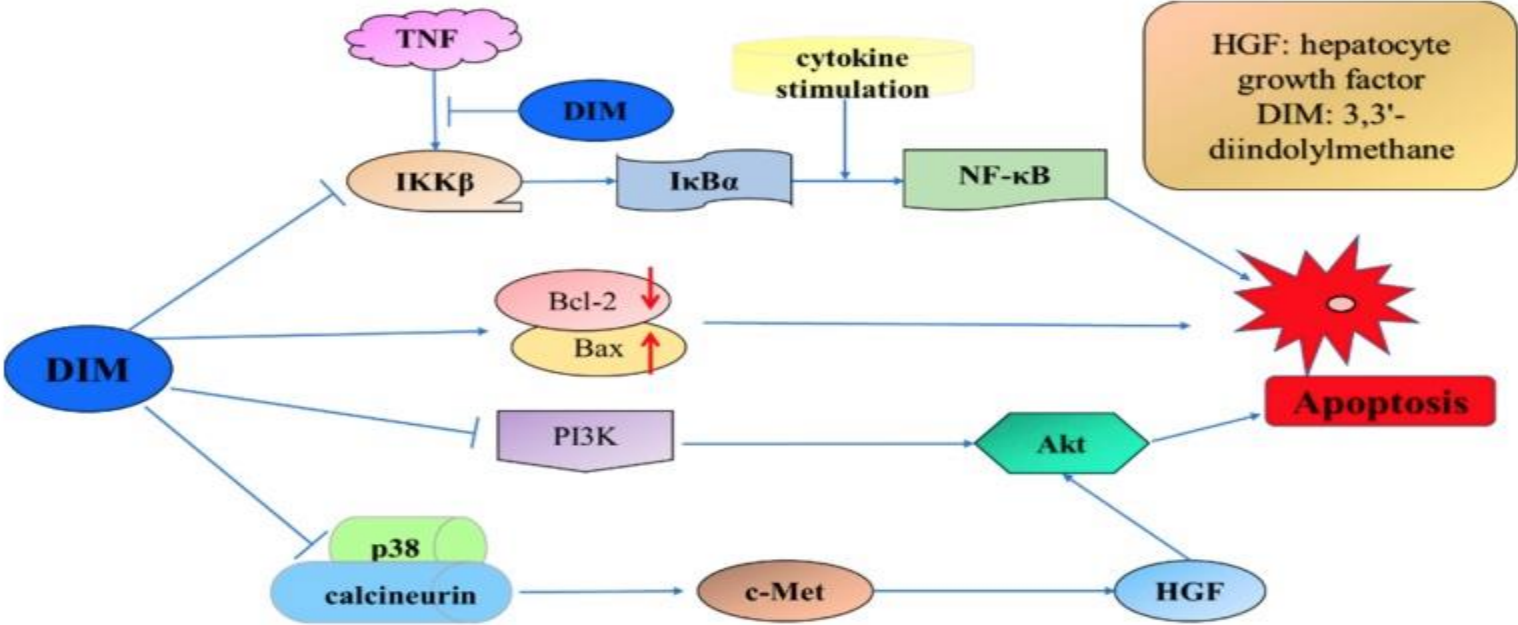 TNF
DIM
cytokine
stimulation
HGF: hepatocyte
growth factor
DIM: 3,3'-
diindolylmethane
IKKβ
IκBα
NF-κB
Bcl-2
Bax
DIM
Apoptosis
PI3K
Akt
p38
calcineurin
c-Met
HGF